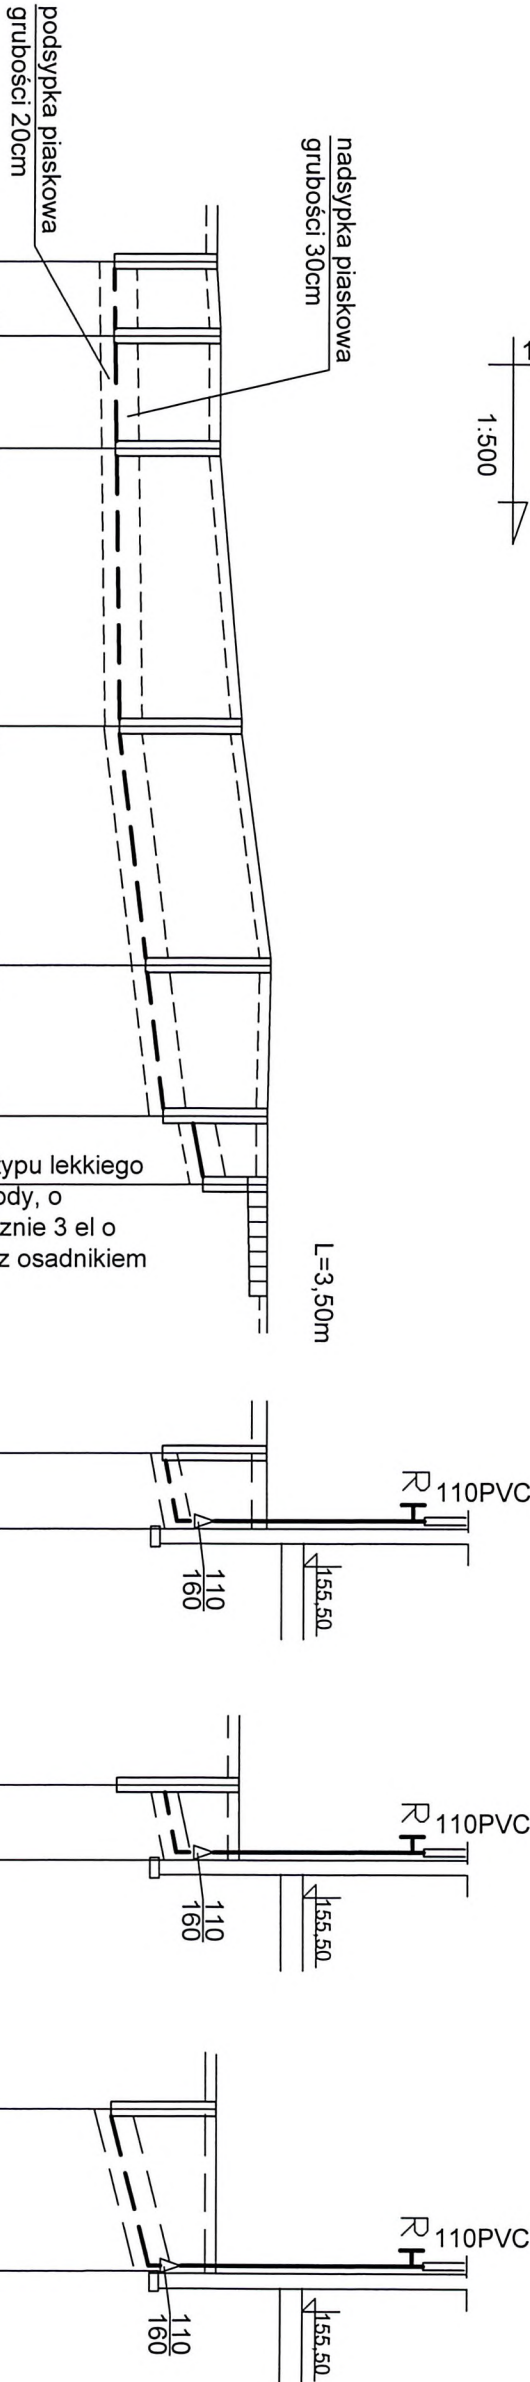 podsypka piaskowa
grubości 20cm
nadsypka piaskowa
grubości 30cm
1:500
typu lekkiego
ody, o
znie 3 el o
z osadnikiem
L=3,50m
R 110PVC
110
160
155,50
R 110PVC
110
160
155,50
R 110PVC
110
160
155,50